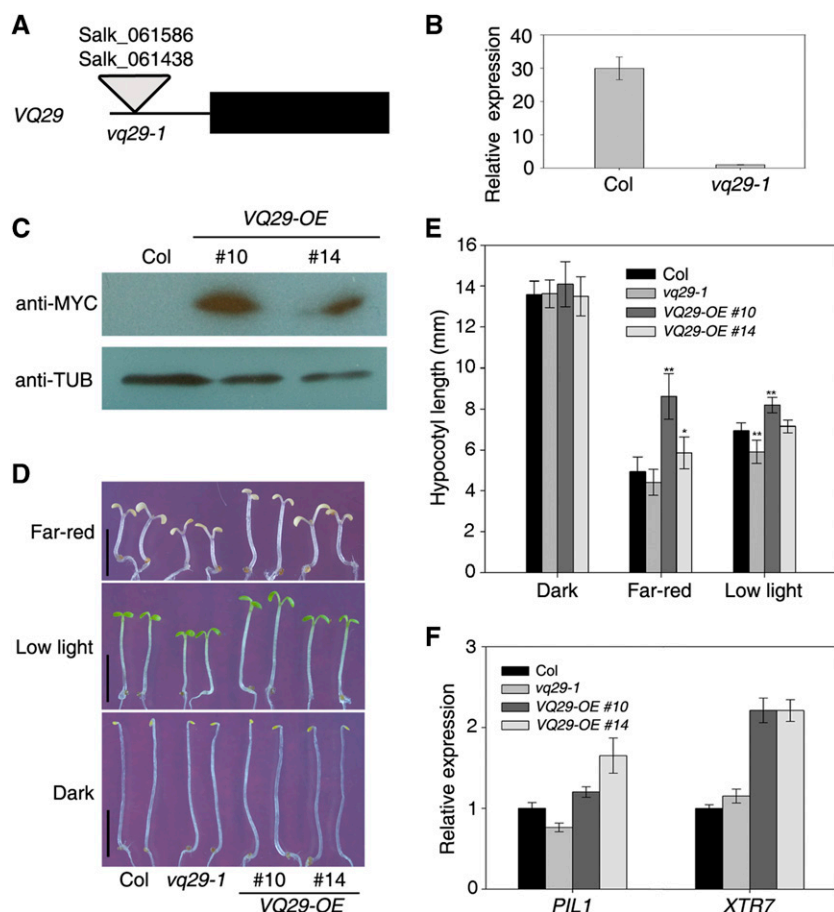 A
Salk_061586
Salk_061438
VQ29
vq29-1
B
Relative expression
40
30
20
10
0
Col
vq29-1
C
VQ29-OE
Col
#10
#14
anti-MYC
anti-TUB
D
Far-red
Low light
Dark
Col
vq29-1
#10
#14
VQ29-OE
E
Hypocotyl length (mm)
16
14
12
10
8
6
4
2
0
Col
vq29-1
VQ29-OE #10
VQ29-OE #14
**
*
**
**
Dark
Far-red
Low light
F
Relative expression
3
2
1
0
Col
vq29-1
VQ29-OE #10
VQ29-OE #14
PIL1
XTR7